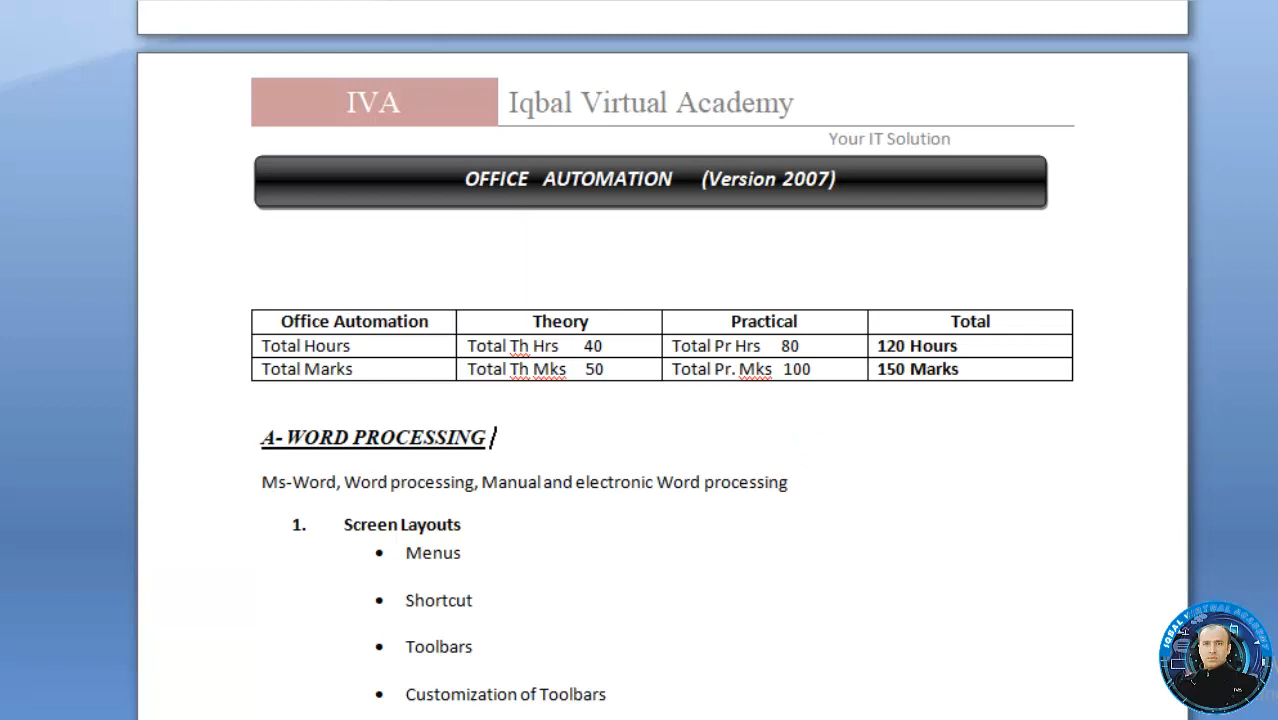 IVA Iqbal Virtual Academy
Your IT Solution
OFFICE AUTOMATION (Version 2007)
Office Automation Theory Practical Total
Total Hours Total Th Hrs 40 Total Pr Hrs 80 120 Hours
Total Marks Total Th Mks 50 Total Pr. Mks 100 150 Marks
A- WORD PROCESSING
Ms-Word, Word processing, Manual and electronic Word processing
1. Screen Layouts
• Menus
• Shortcut
• Toolbars
• Customization of Toolbars
IQBAL VIRTUAL ACADEMY